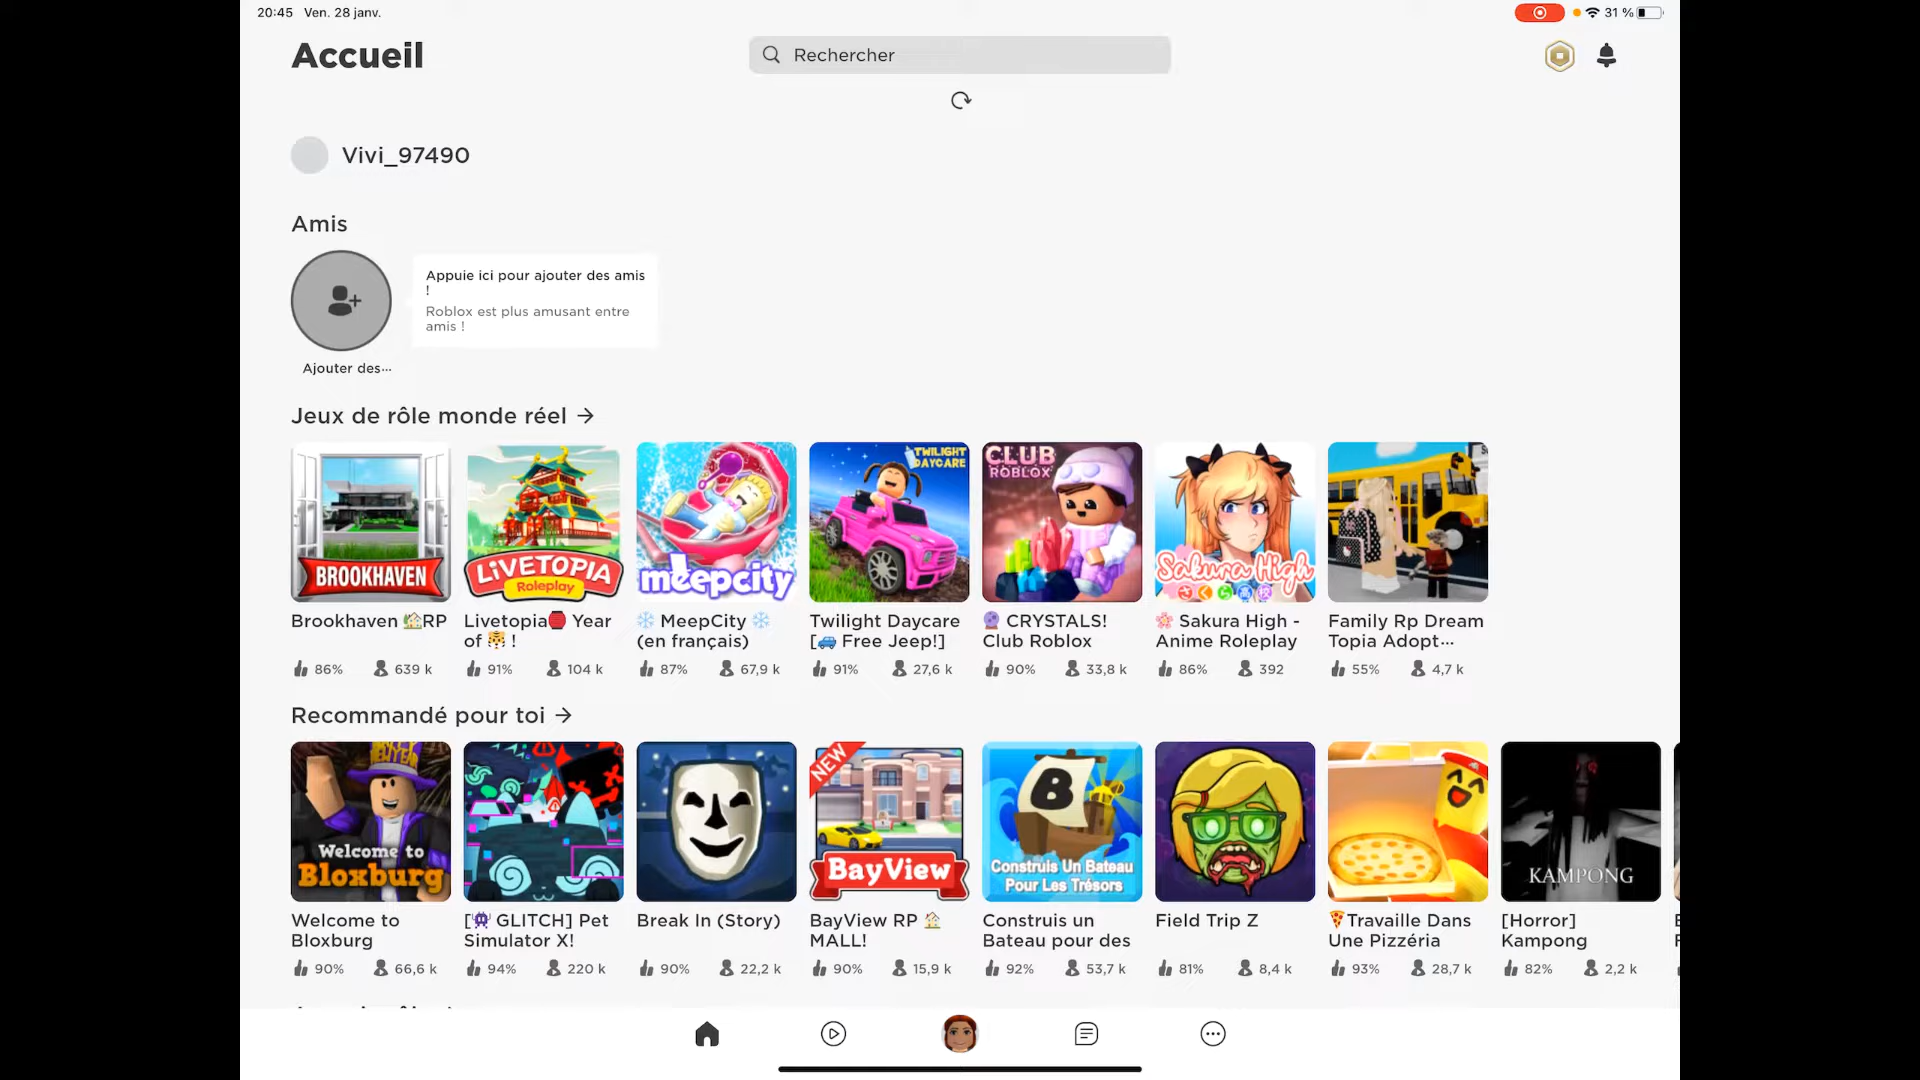 20:45 Ven. 28 janv.
31 %
Accueil
Rechercher
Vivi_97490
Amis
Appuie ici pour ajouter des amis
!
Roblox est plus amusant entre
amis !
Ajouter des...
Jeux de rôle monde réel →
BROOKHAVEN
LIVETOPIA
Roleplay
meepcity
TWILIGHT
DAYCARE
CLUB
ROBLOX
Sakura High
さくら高校
Brookhaven 🏡RP
Livetopia🏮 Year
of 🐯 !
❄️ MeepCity ❄️
(en français)
Twilight Daycare
[🚙 Free Jeep!]
🔮 CRYSTALS!
Club Roblox
🌸 Sakura High -
Anime Roleplay
Family Rp Dream
Topia Adopt...
86% 639 k
91% 104 k
87% 67,9 k
91% 27,6 k
90% 33,8 k
86% 392
55% 4,7 k
Recommandé pour toi →
Welcome to
Bloxburg
NEW
BayView
B
Construis Un Bateau
Pour Les Trésors
KAMPONG
Welcome to
Bloxburg
[👾 GLITCH] Pet
Simulator X!
Break In (Story)
BayView RP 🏠
MALL!
Construis un
Bateau pour des
Field Trip Z
🍕Travaille Dans
Une Pizzéria
[Horror]
Kampong
90% 66,6 k
94% 220 k
90% 22,2 k
90% 15,9 k
92% 53,7 k
81% 8,4 k
93% 28,7 k
82% 2,2 k